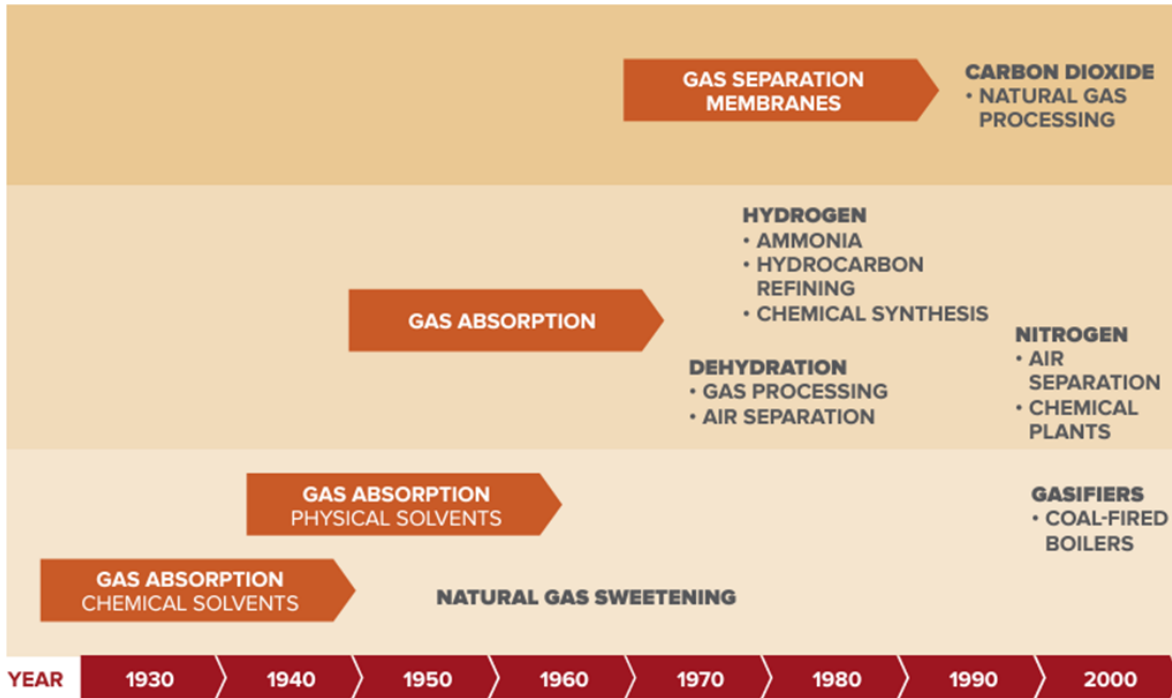 GAS SEPARATION
MEMBRANES
CARBON DIOXIDE
• NATURAL GAS
PROCESSING
HYDROGEN
• AMMONIA
• HYDROCARBON
REFINING
• CHEMICAL SYNTHESIS
GAS ABSORPTION
DEHYDRATION
• GAS PROCESSING
• AIR SEPARATION
NITROGEN
• AIR
SEPARATION
• CHEMICAL
PLANTS
GAS ABSORPTION
PHYSICAL SOLVENTS
GASIFIERS
• COAL-FIRED
BOILERS
GAS ABSORPTION
CHEMICAL SOLVENTS
NATURAL GAS SWEETENING
YEAR 1930 1940 1950 1960 1970 1980 1990 2000